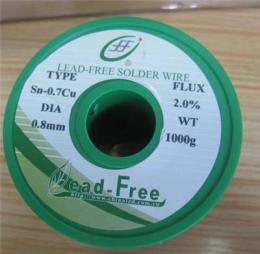 LEAD-FREE SOLDER WIRE
TYPE FLUX
Sn-0.7Cu 2.0%
DIA WT
0.8mm 1000g
Lead-Free